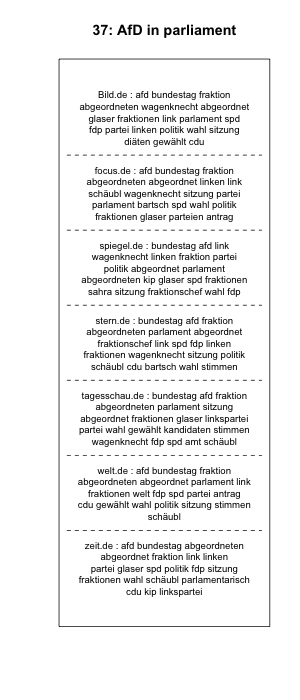 37: AfD in parliament
Bild.de : afd bundestag fraktion
abgeordneten wagenknecht abgeordnet
glaser fraktionen link parlament spd
fdp partei linken politik wahl sitzung
diäten gewählt cdu
focus.de : afd bundestag fraktion
abgeordneten abgeordnet linken link
schäubl wagenknecht sitzung partei
parlament bartsch spd wahl politik
fraktionen glaser parteien antrag
spiegel.de : bundestag afd link
wagenknecht linken fraktion partei
politik abgeordnet parlament
abgeordneten kip glaser spd fraktionen
sahra sitzung fraktionschef wahl fdp
stern.de : bundestag afd fraktion
abgeordneten parlament abgeordnet
fraktionschef link spd fdp linken
fraktionen wagenknecht sitzung politik
schäubl cdu bartsch wahl stimmen
tagesschau.de : bundestag afd fraktion
abgeordneten parlament sitzung
abgeordnet fraktionen glaser linkspartei
partei wahl gewählt kandidaten stimmen
wagenknecht fdp spd amt schäubl
welt.de : afd bundestag fraktion
abgeordneten abgeordnet parlament link
fraktionen welt fdp spd partei antrag
cdu gewählt wahl politik sitzung stimmen
schäubl
zeit.de : afd bundestag abgeordneten
abgeordnet fraktion link linken
partei glaser spd politik fdp sitzung
fraktionen wahl schäubl parlamentarisch
cdu kip linkspartei